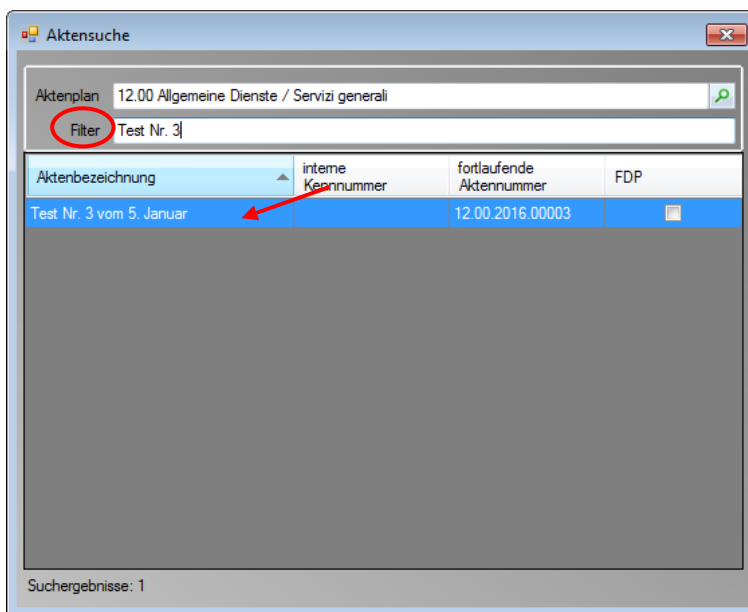 Aktensuche
Aktenplan 12.00 Allgemeine Dienste / Servizi generali
Filter Test Nr. 3
Aktenbezeichnung interne Kennnummer fortlaufende Aktennummer FDP
Test Nr. 3 vom 5. Januar 12.00.2016.00003
Suchergebnisse: 1